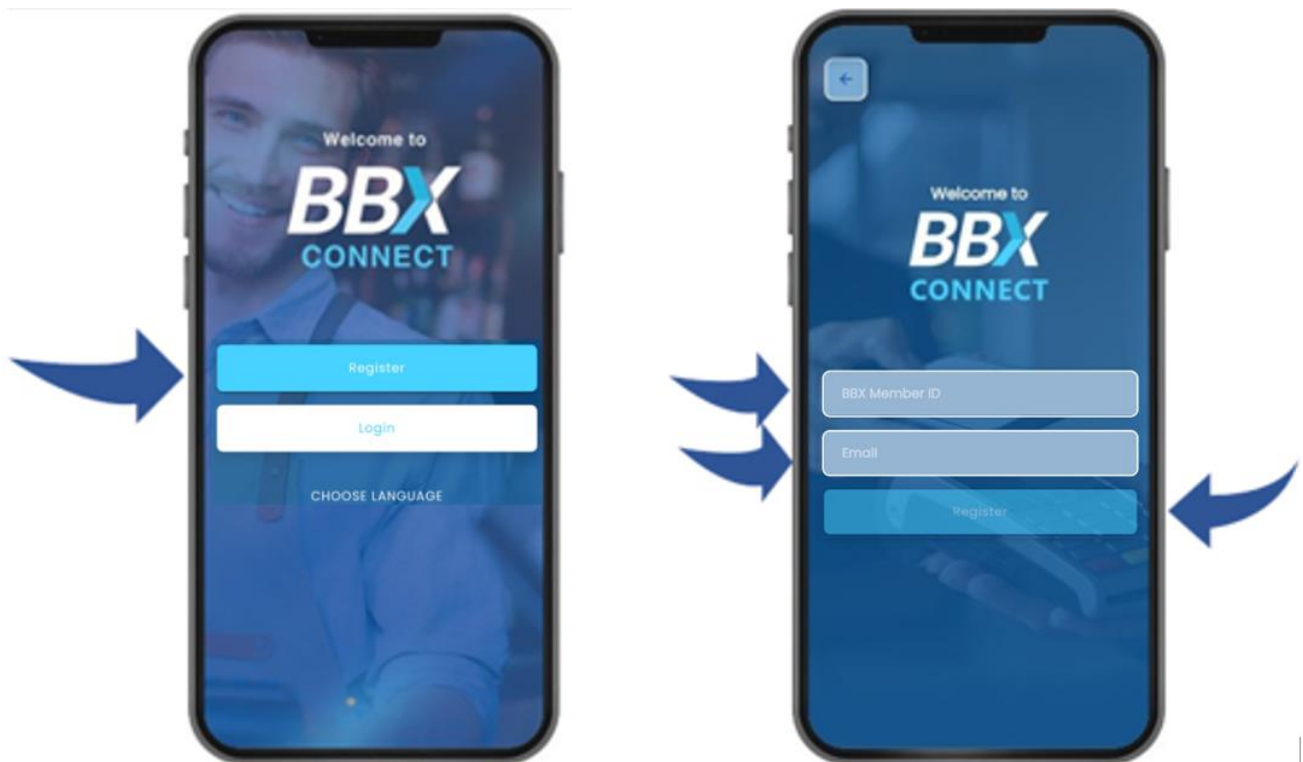 Welcome to
BBX
CONNECT
Register
Login
CHOOSE LANGUAGE
Welcome to
BBX
CONNECT
BBX Member ID
Email
Register